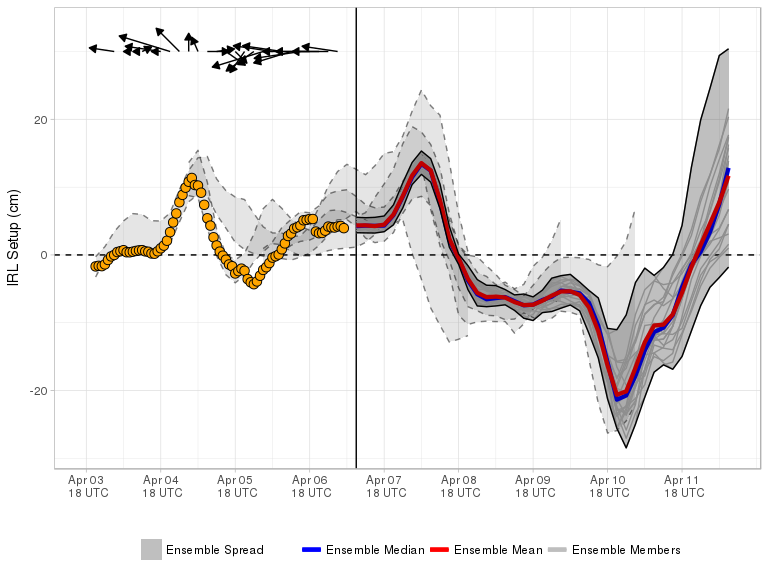 IRL Setup (cm)
20
0
-20
Apr 03 Apr 04 Apr 05 Apr 06 Apr 07 Apr 08 Apr 09 Apr 10 Apr 11
18 UTC 18 UTC 18 UTC 18 UTC 18 UTC 18 UTC 18 UTC 18 UTC 18 UTC
Ensemble Spread Ensemble Median Ensemble Mean Ensemble Members